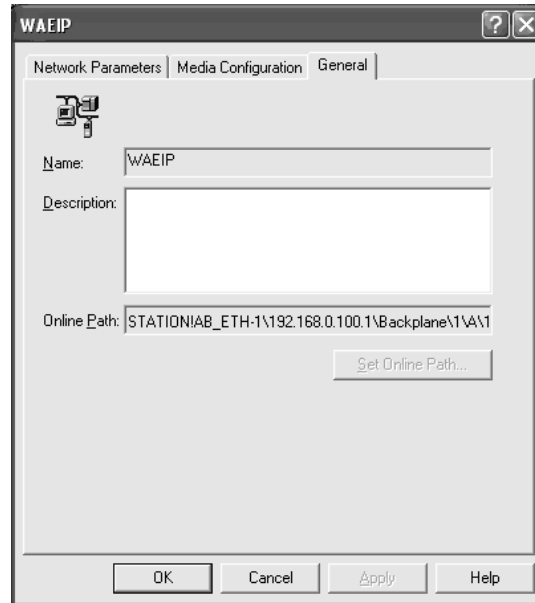 WAEIP
Network Parameters Media Configuration General
Name: WAEIP
Description:
Online Path: STATION!AB_ETH-1\192.168.0.100.1\Backplane\1\A\1
Set Online Path...
OK Cancel Apply Help